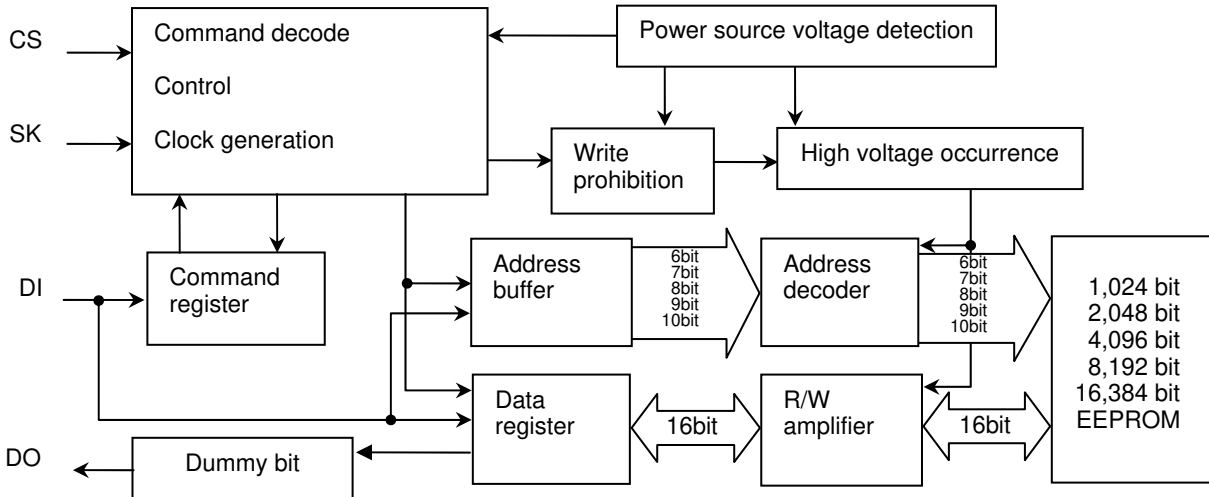 CS
Command decode
Power source voltage detection
Control
SK
Clock generation
Write
prohibition
High voltage occurrence
DI
Command
register
Address
buffer
6bit
7bit
8bit
9bit
10bit
Address
decoder
6bit
7bit
8bit
9bit
10bit
1,024 bit
2,048 bit
4,096 bit
8,192 bit
16,384 bit
EEPROM
Data
register
16bit
R/W
amplifier
16bit
DO
Dummy bit